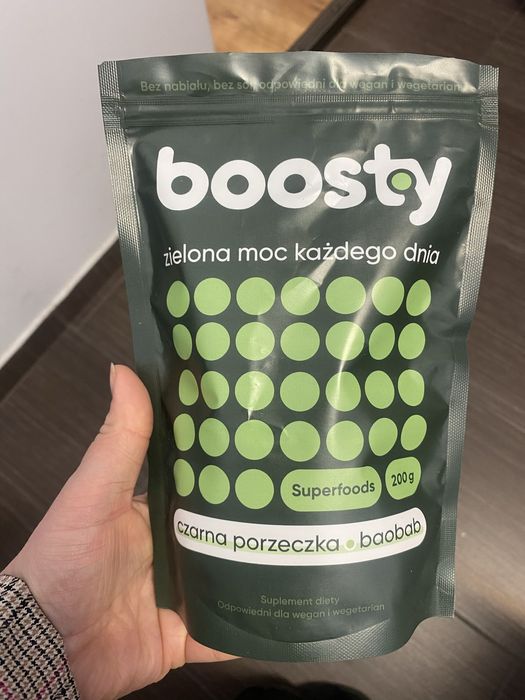 Bez nabiału, bez soi, odpowiedni dla wegan i wegetarian
boosty
zielona moc każdego dnia
Superfoods
200 g
czarna porzeczka • baobab
Suplement diety
Odpowiedni dla wegan i wegetarian